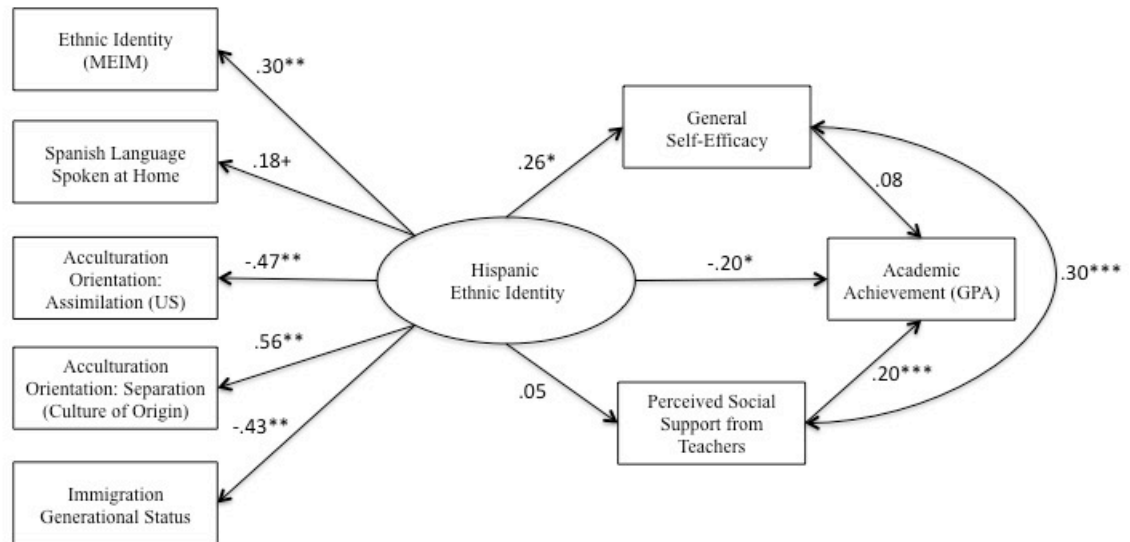 Ethnic Identity
(MEIM)
.30**
Spanish Language
Spoken at Home
.18+
Acculturation
Orientation:
Assimilation (US)
-.47**
Acculturation
Orientation: Separation
(Culture of Origin)
.56**
Immigration
Generational Status
-.43**
Hispanic
Ethnic Identity
.26*
-.20*
.05
General
Self-Efficacy
.08
Academic
Achievement (GPA)
.20***
Perceived Social
Support from
Teachers
.30***